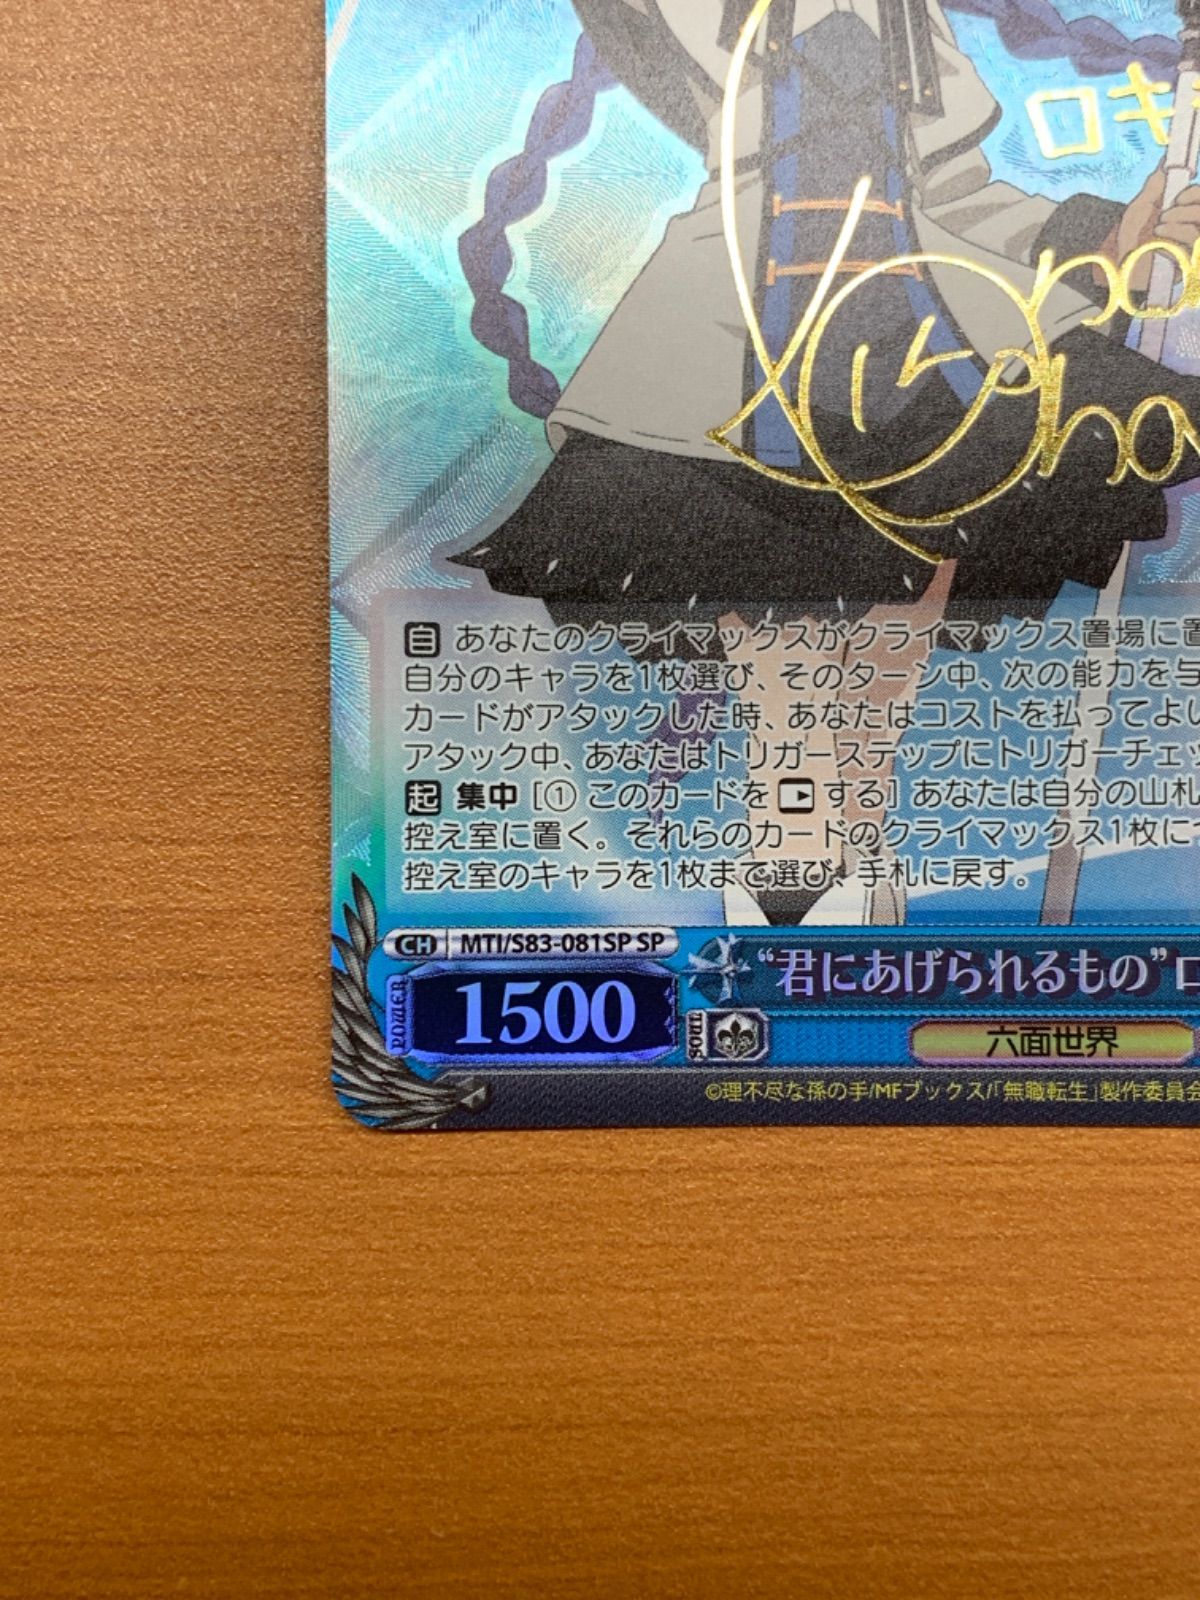 ロキ
自 あなたのクライマックスがクライマックス置場に置
自分のキャラを1枚選び、そのターン中、次の能力を与
カードがアタックした時、あなたはコストを払ってよい
アタック中、あなたはトリガーステップにトリガーチェッ
起 集中 [① このカードを する] あなたは自分の山札
控え室に置く。それらのカードのクライマックス1枚に
控え室のキャラを1枚まで選び、手札に戻す。
CH MTI/S83-081SP SP
“君にあげられるもの”ロ
POWER 1500
SOUL
六面世界
©理不尽な孫の手/MFブックス/「無職転生」製作委員会